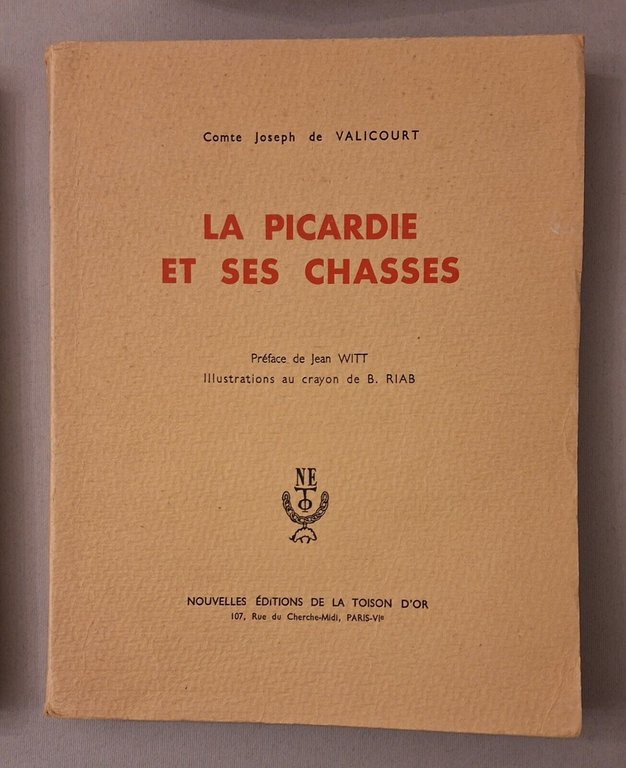 Comte Joseph de VALICOURT
LA PICARDIE
ET SES CHASSES
Préface de Jean WITT
Illustrations au crayon de B. RIAB
NE
TO
NOUVELLES ÉDITIONS DE LA TOISON D'OR
107, Rue du Cherche-Midi, PARIS-VIe